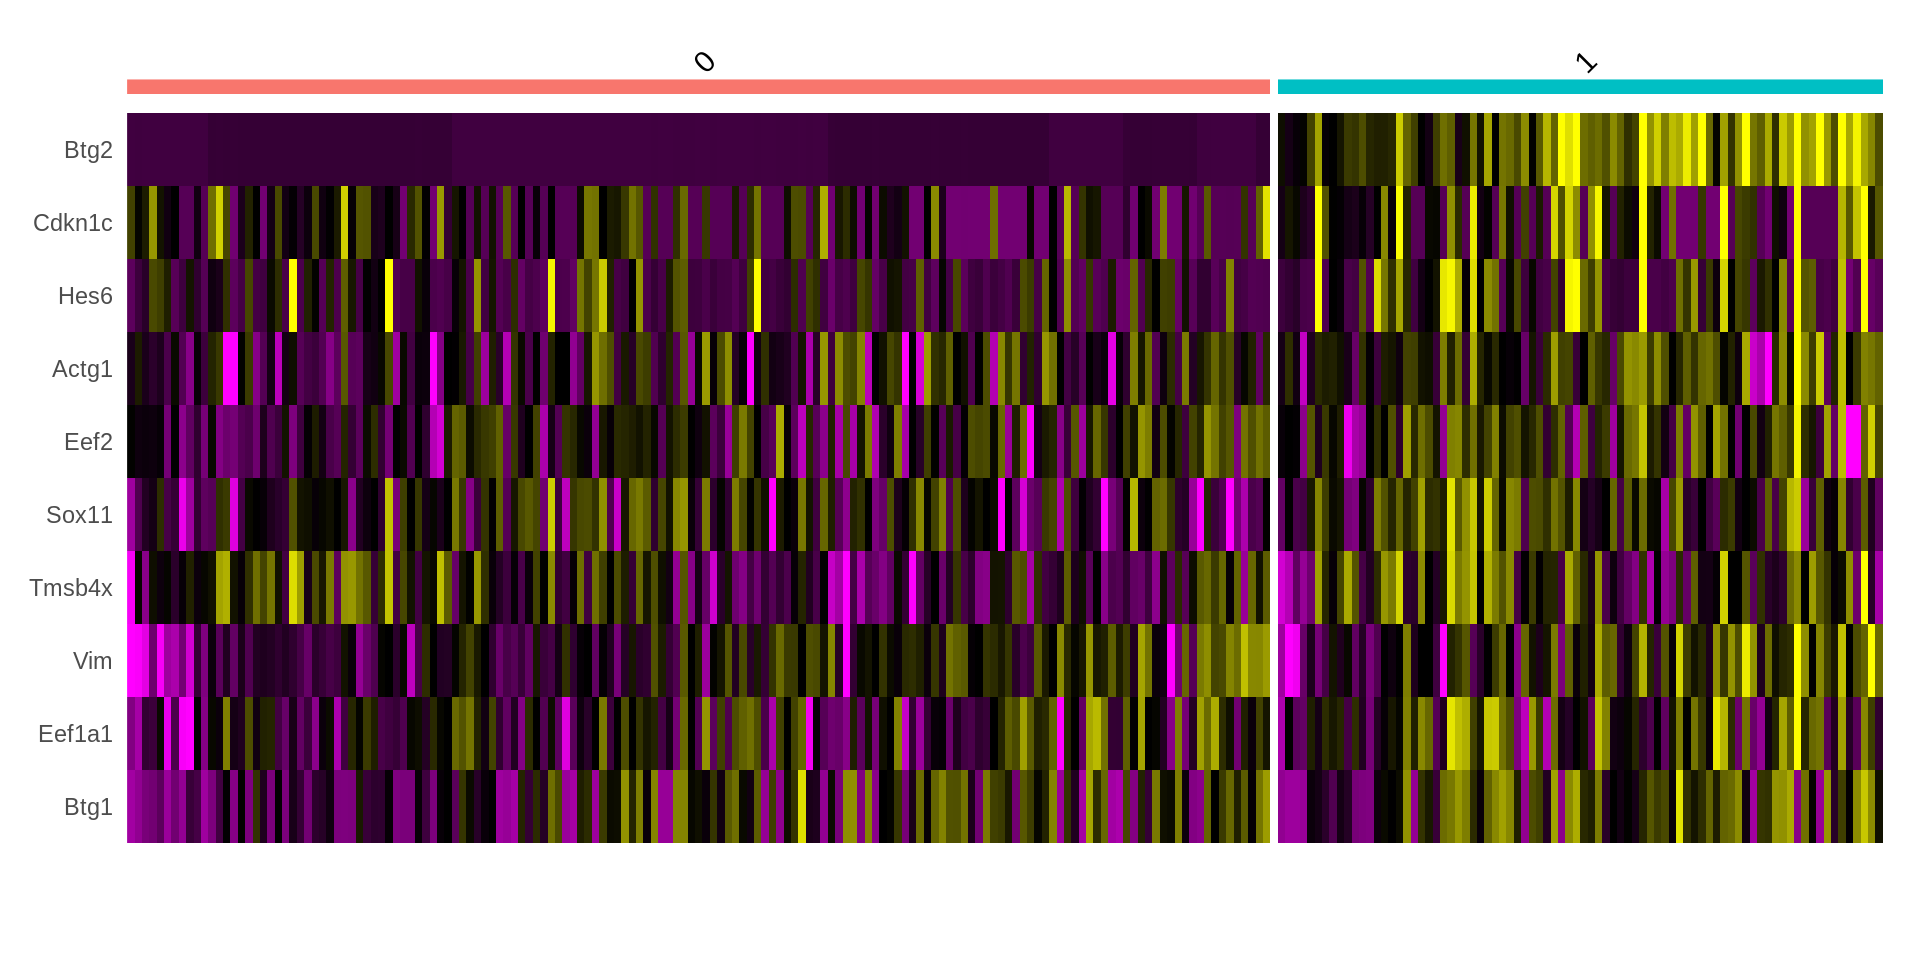 0
1
Btg2
Cdkn1c
Hes6
Actg1
Eef2
Sox11
Tmsb4x
Vim
Eef1a1
Btg1